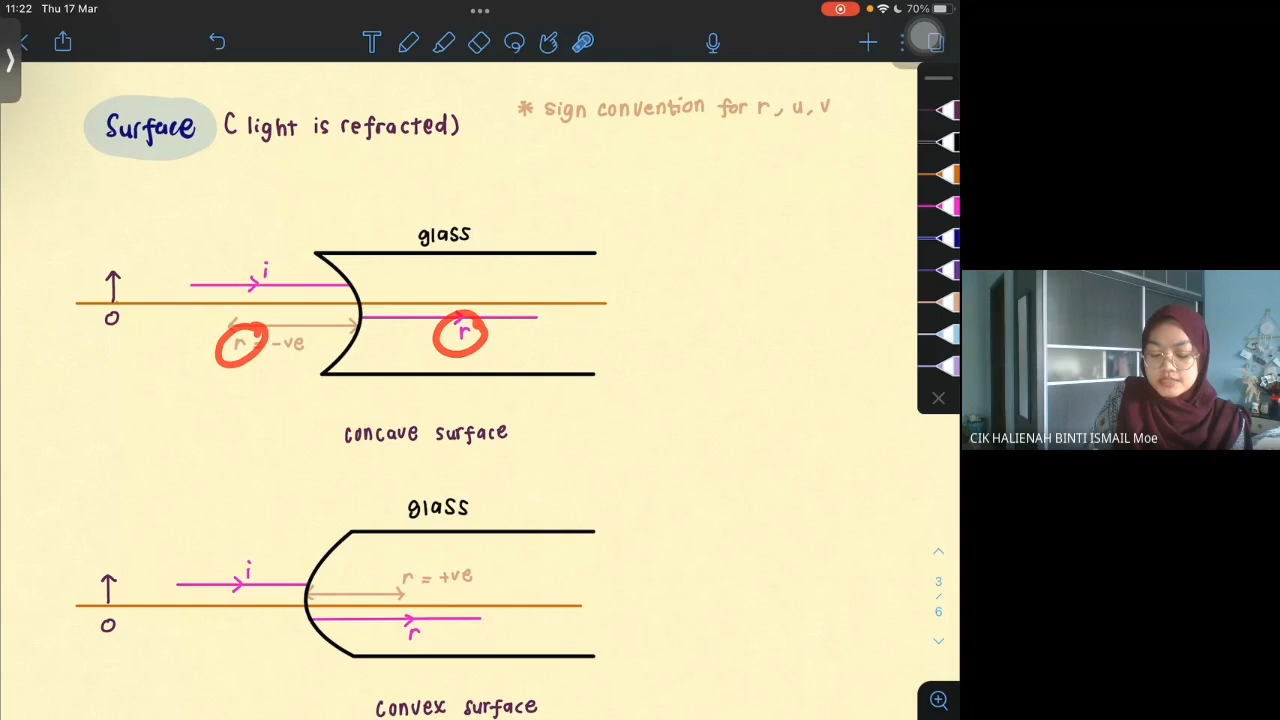 11:22 Thu 17 Mar
70%
* sign convention for r, u, v
Surface ( light is refracted)
glass
i
O
r = -ve
r
concave surface
glass
i
r = +ve
O
r
convex surface
3
/
6
CIK HALIENAH BINTI ISMAIL Moe